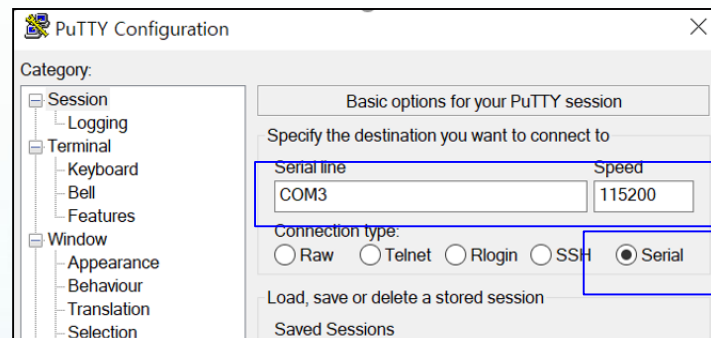 PuTTY Configuration
Category:
Session
Logging
Terminal
Keyboard
Bell
Features
Window
Appearance
Behaviour
Translation
Selection
Basic options for your PuTTY session
Specify the destination you want to connect to
Serial line Speed
COM3 115200
Connection type:
Raw Telnet Rlogin SSH Serial
Load, save or delete a stored session
Saved Sessions